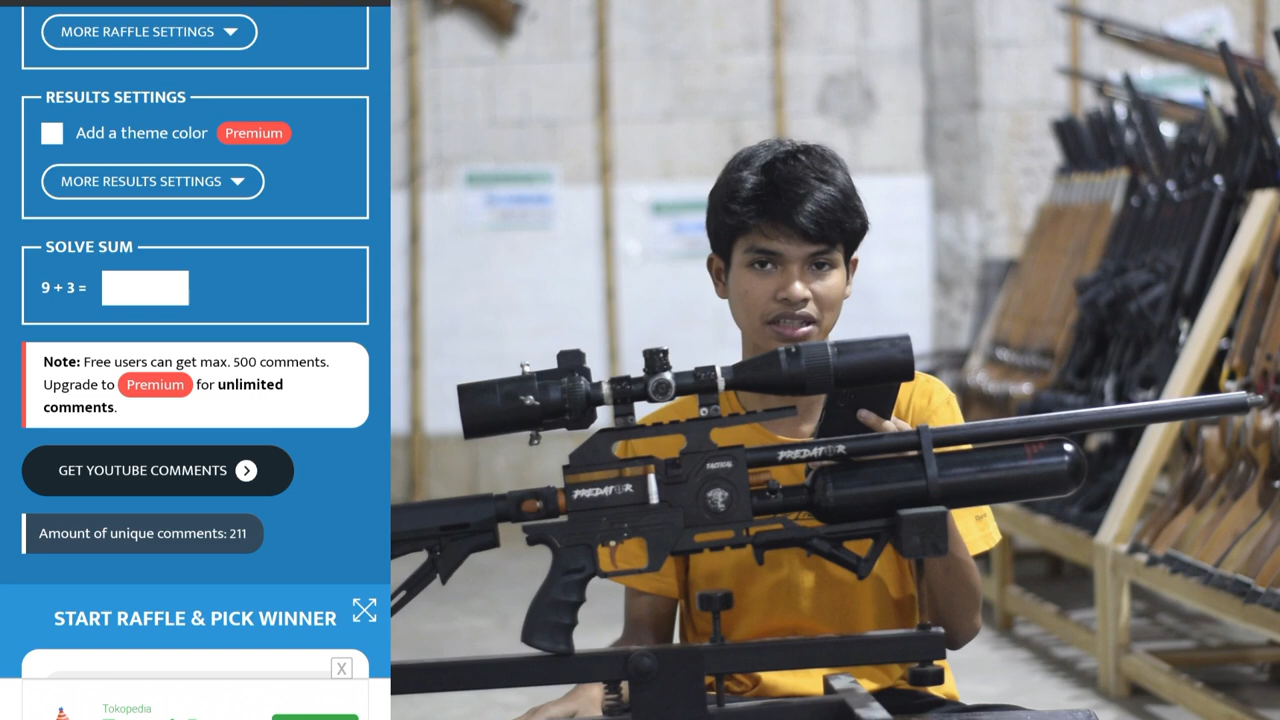 MORE RAFFLE SETTINGS
RESULTS SETTINGS
Add a theme color Premium
MORE RESULTS SETTINGS
SOLVE SUM
9 + 3 =
Note: Free users can get max. 500 comments.
Upgrade to Premium for unlimited
comments.
GET YOUTUBE COMMENTS
Amount of unique comments: 211
START RAFFLE & PICK WINNER
X
Tokopedia
PREDATOR
TACTICAL
PREDATOR